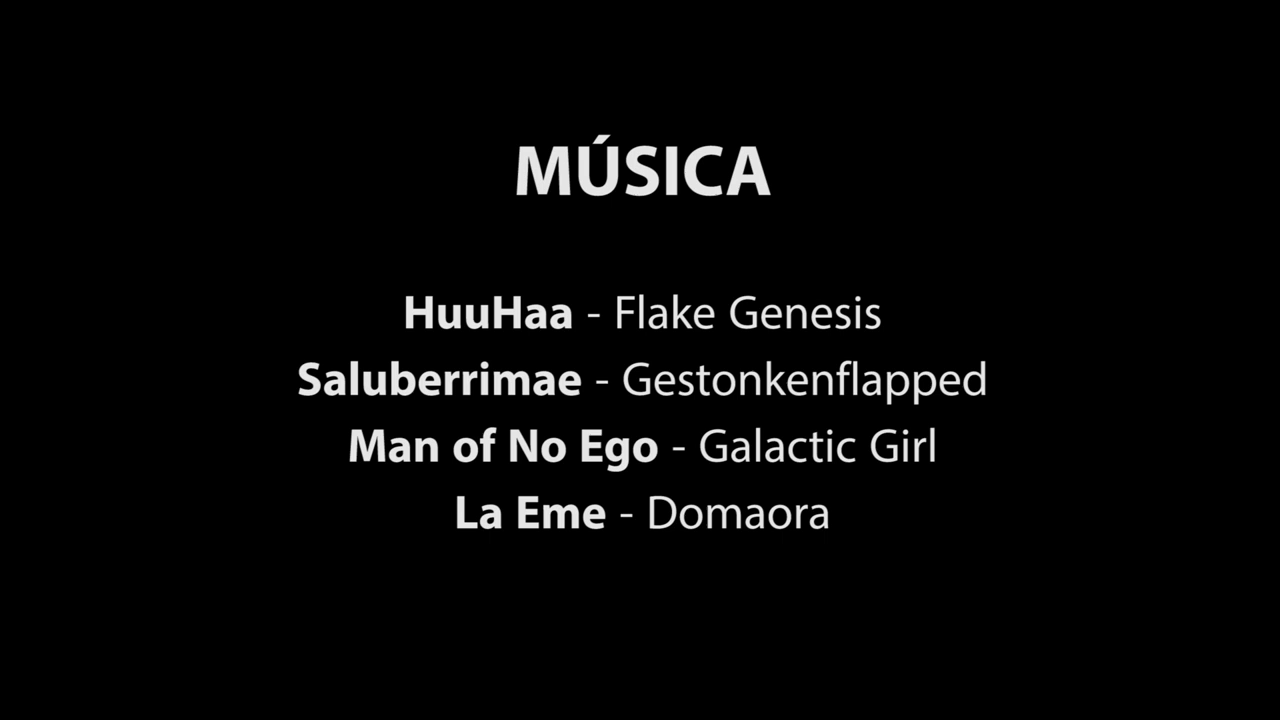 MÚSICA
HuuHaa - Flake Genesis
Saluberrimae - Gestonkenflapped
Man of No Ego - Galactic Girl
La Eme - Domaora